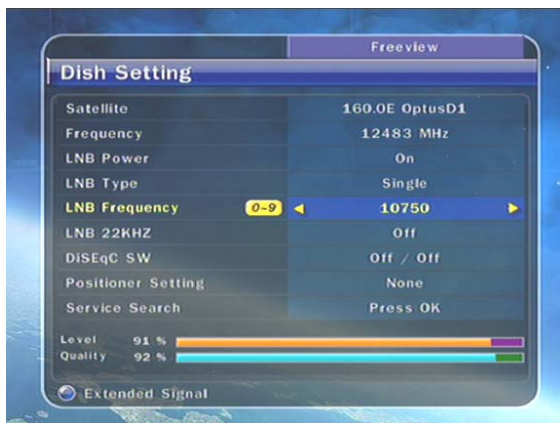 Freeview
Dish Setting
Satellite 160.0E OptusD1
Frequency 12483 MHz
LNB Power On
LNB Type Single
LNB Frequency 0~9 10750
LNB 22KHZ Off
DiSEqC SW Off / Off
Positioner Setting None
Service Search Press OK
Level 91 %
Quality 92 %
Extended Signal